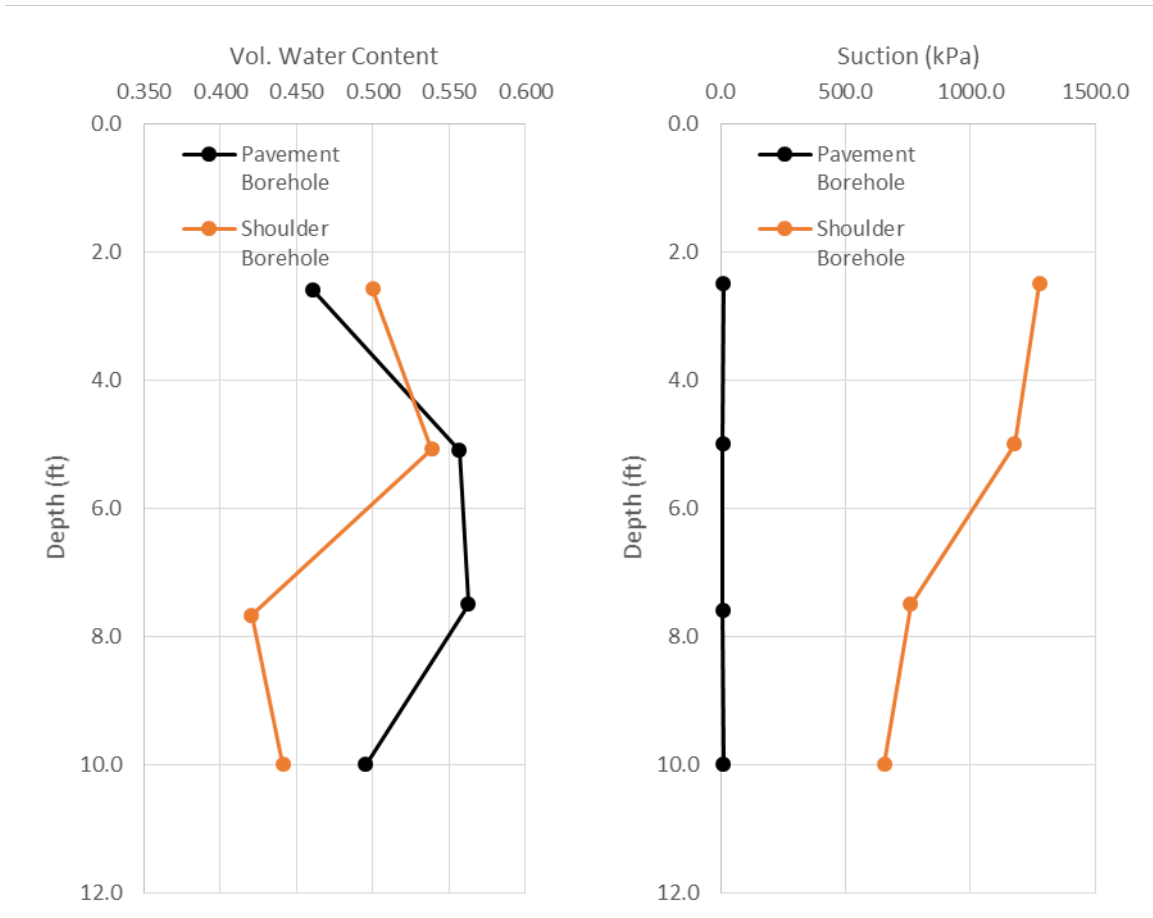 Vol. Water Content
0.350 0.400 0.450 0.500 0.550 0.600
0.0
2.0
4.0
6.0
8.0
10.0
12.0
Depth (ft)
Pavement
Borehole
Shoulder
Borehole
Suction (kPa)
0.0 500.0 1000.0 1500.0
0.0
2.0
4.0
6.0
8.0
10.0
12.0
Depth (ft)
Pavement
Borehole
Shoulder
Borehole